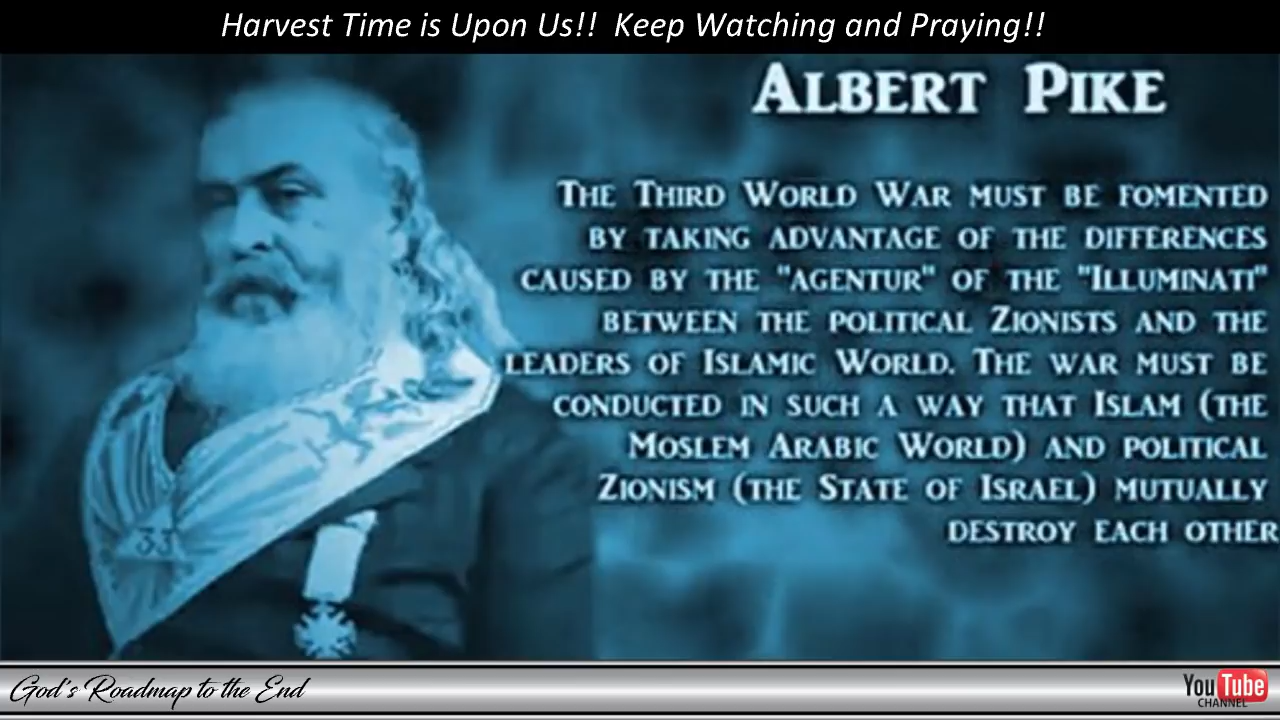 Harvest Time is Upon Us!! Keep Watching and Praying!!
ALBERT PIKE
THE THIRD WORLD WAR MUST BE FOMENTED
BY TAKING ADVANTAGE OF THE DIFFERENCES
CAUSED BY THE "AGENTUR" OF THE "ILLUMINATI"
BETWEEN THE POLITICAL ZIONISTS AND THE
LEADERS OF ISLAMIC WORLD. THE WAR MUST BE
CONDUCTED IN SUCH A WAY THAT ISLAM (THE
MOSLEM ARABIC WORLD) AND POLITICAL
ZIONISM (THE STATE OF ISRAEL) MUTUALLY
DESTROY EACH OTHER
33
God's Roadmap to the End
YouTube
CHANNEL